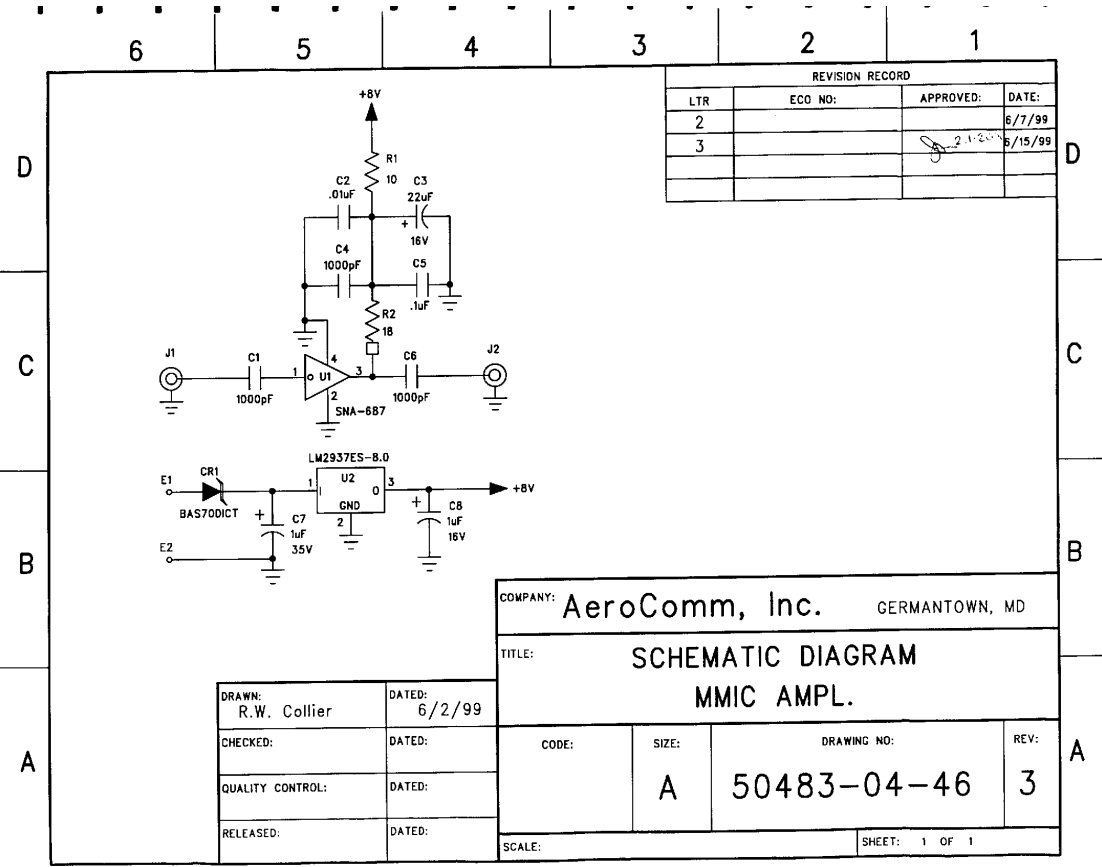 6 5 4 3 2 1
REVISION RECORD
LTR ECO NO: APPROVED: DATE:
2 6/7/99
3 6/15/99
D D
+8V
R1
10
C2
.01uF
C3
22uF
+
16V
C4
1000pF
C5
.1uF
R2
18
C C
J1
C1
1000pF
1 U1 4 3 2
SNA-687
C6
1000pF
J2
LM2937ES-8.0
E1
CR1
BAS70DICT
1 U2 3
I O
GND
2
+8V
+
C7
1uF
35V
+
C8
1uF
16V
E2
B B
COMPANY: AeroComm, Inc. GERMANTOWN, MD
TITLE: SCHEMATIC DIAGRAM
MMIC AMPL.
DRAWN: DATED:
R.W. Collier 6/2/99
CHECKED: DATED:
QUALITY CONTROL: DATED:
RELEASED: DATED:
CODE: SIZE: DRAWING NO: REV:
A 50483-04-46 3
SCALE: SHEET: 1 OF 1
A A